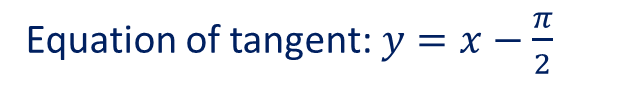 Equation of tangent: y = x − π/2